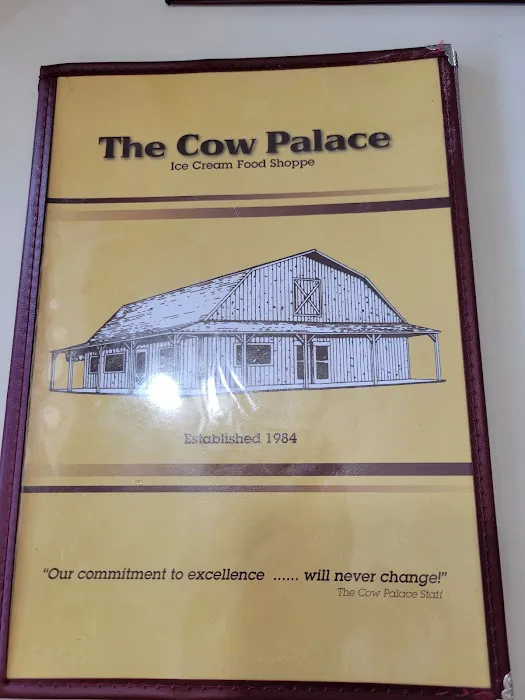 The Cow Palace
Ice Cream Food Shoppe
Established 1984
"Our commitment to excellence ...... will never change!"
The Cow Palace Staff